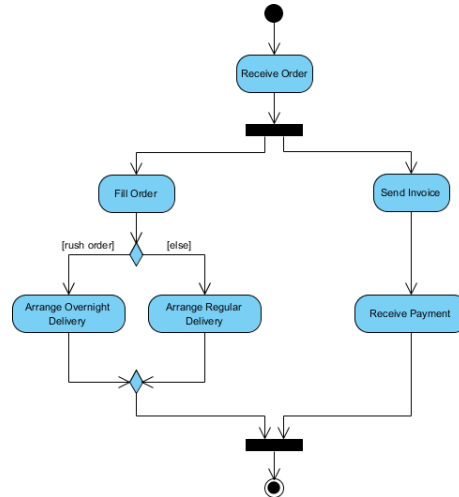 Receive Order
Fill Order
Send Invoice
[rush order]
[else]
Arrange Overnight
Delivery
Arrange Regular
Delivery
Receive Payment